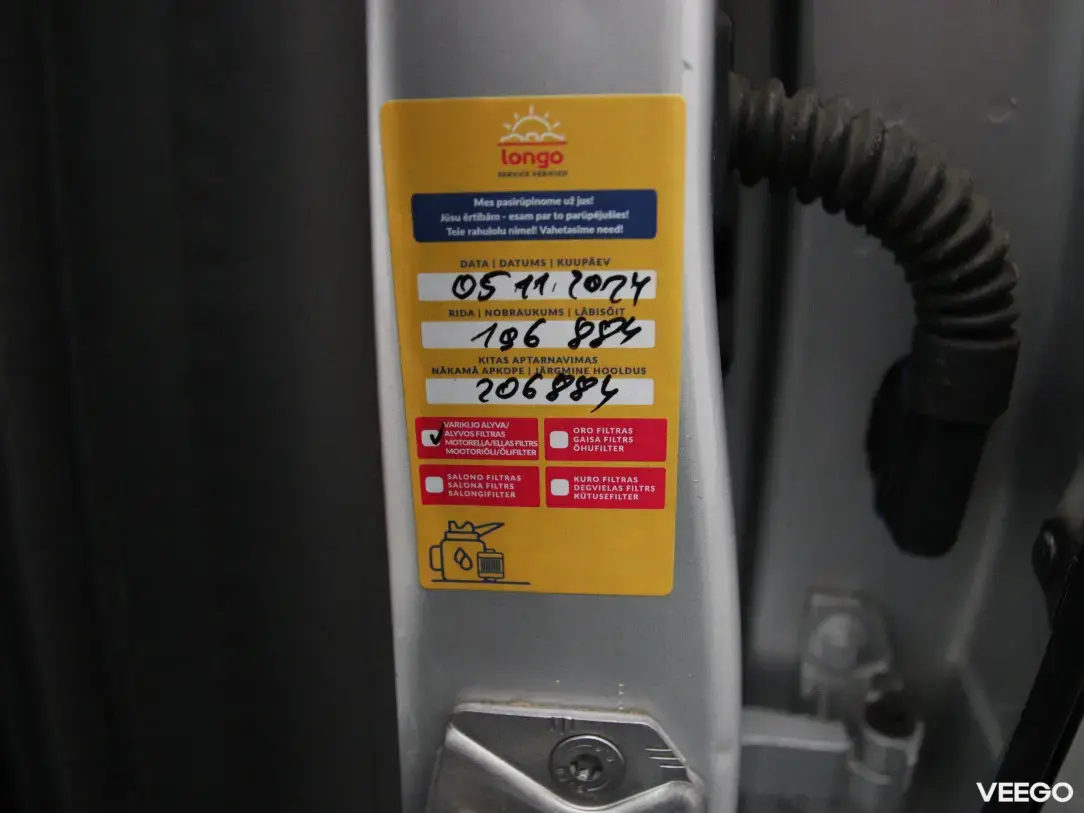 longo
Mes pasirūpinome už jus!
Jūsu ērtībām - esam par to parūpējušies!
Teie rahulolu nimel! Vahetasime need!
DATA | DATUMS | KUUPÄEV
05 11. 2024
RIDA | NOBRAUKUMS | LÄBISÕIT
196 884
KITAS APTARNAVIMAS
NĀKAMĀ APKOPE | JÄRGMINE HOOLDUS
206884
VARIKLIO ALYVA/
ALYVOS FILTRAS
MOTOREĻĻA/EĻĻAS FILTRS
MOOTORIÕLI/ÕLIFILTER
ORO FILTRAS
GAISA FILTRS
ÕHUFILTER
SALONO FILTRAS
SALONA FILTRS
SALONGIFILTER
KURO FILTRAS
DEGVIELAS FILTRS
KÜTUSEFILTER
VEEGO